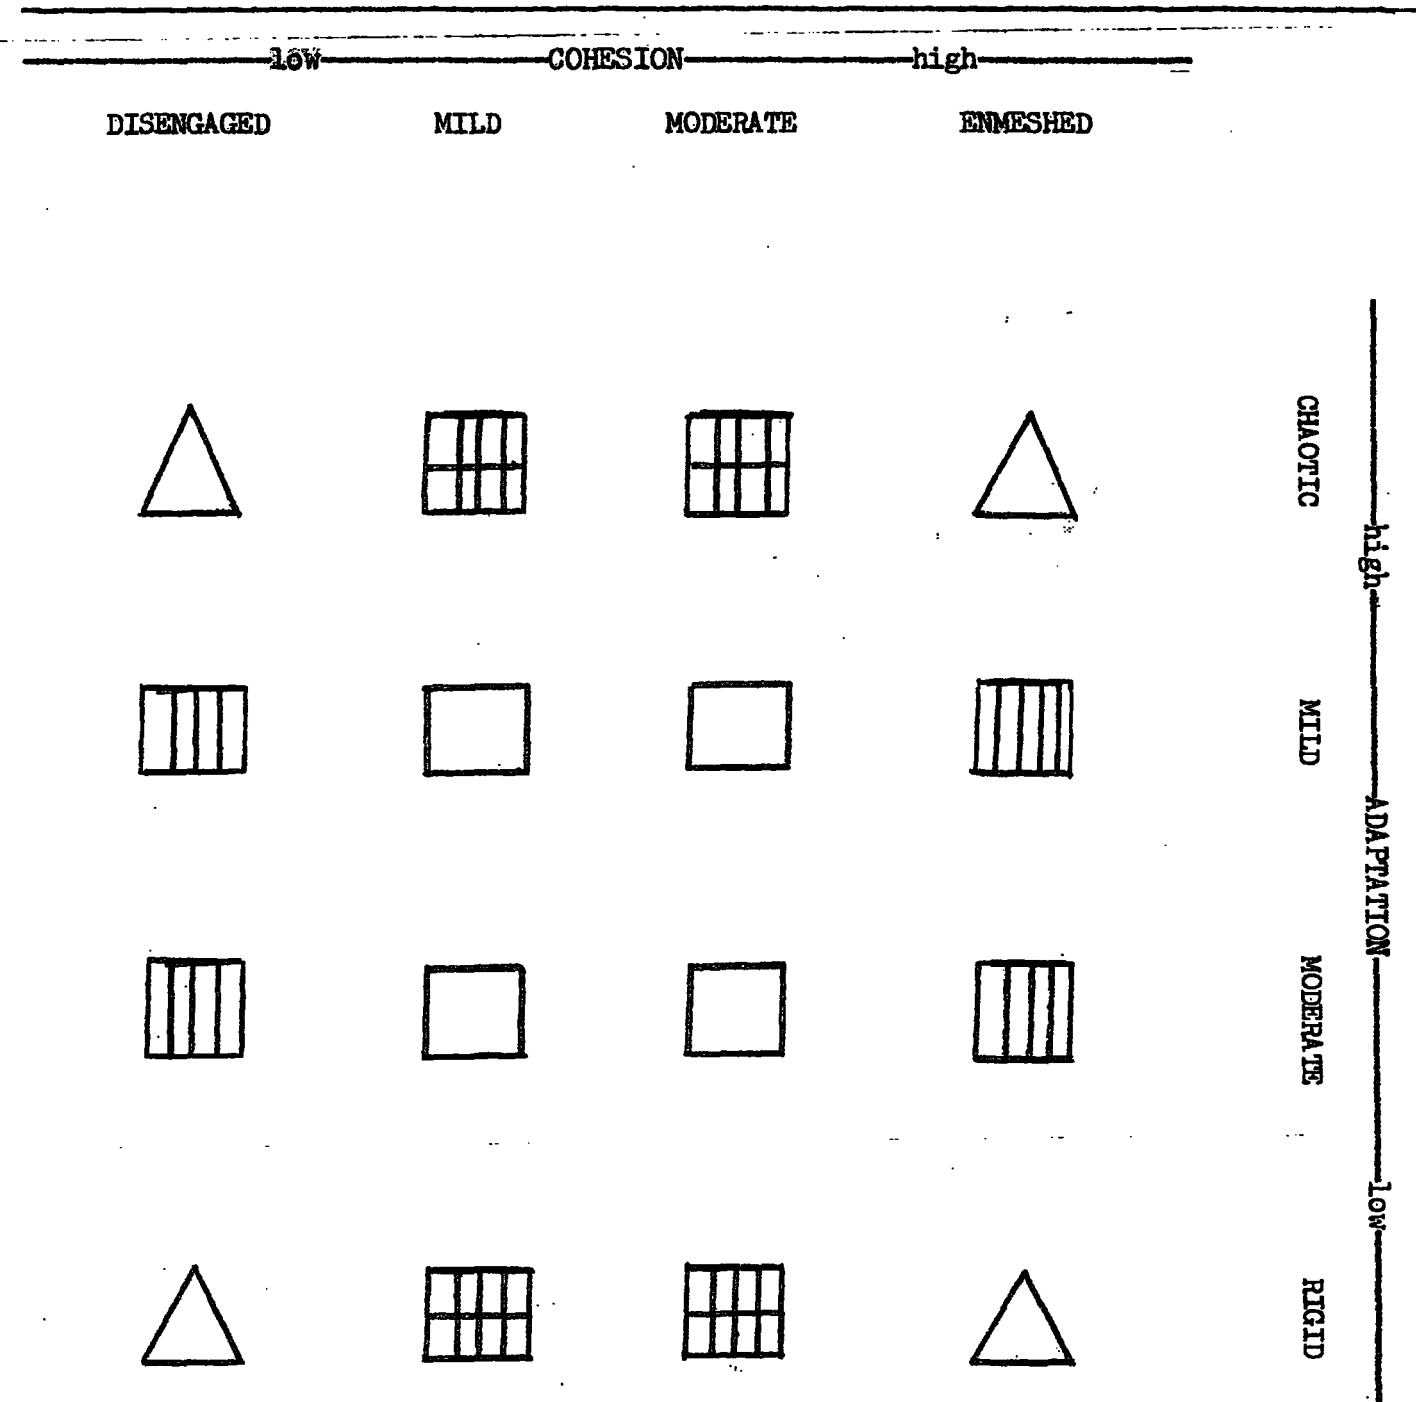 low COHESION high
DISENGAGED MILD MODERATE ENMESHED
CHAOTIC
high
MILD
ADAPTATION
MODERATE
low
RIGID